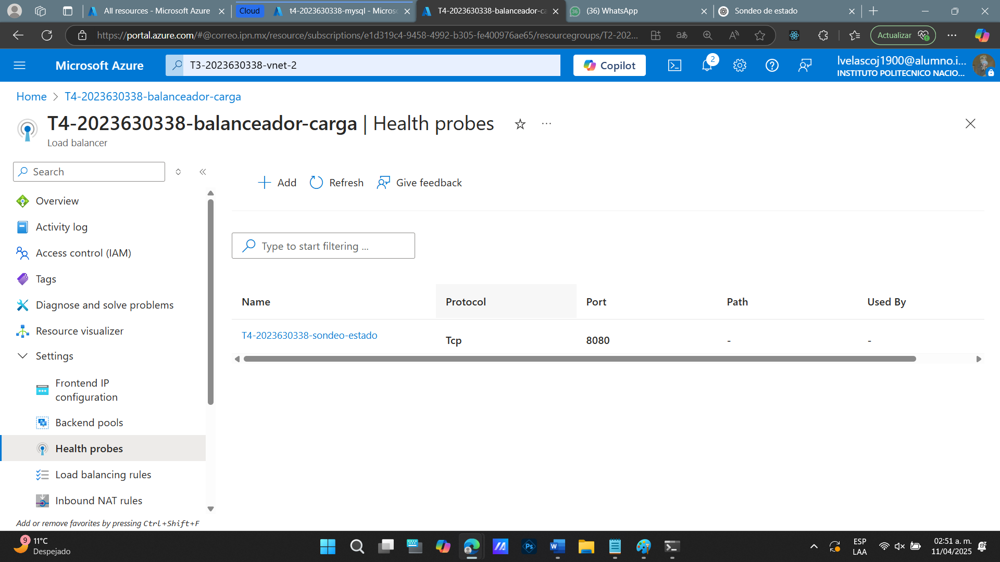 All resources - Microsoft Azure
Cloud
t4-2023630338-mysql - Micros
T4-2023630338-balanceador-ca
(36) WhatsApp
Sondeo de estado
https://portal.azure.com/#@correo.ipn.mx/resource/subscriptions/e1d319c4-9458-4992-b305-fe400976ae65/resourcegroups/T2-202...
Actualizar
Microsoft Azure
T3-2023630338-vnet-2
Copilot
2
lvelascoj1900@alumno.i...
INSTITUTO POLITECNICO NACIO...
Home > T4-2023630338-balanceador-carga
T4-2023630338-balanceador-carga | Health probes
Load balancer
Search
Add
Refresh
Give feedback
Overview
Activity log
Access control (IAM)
Tags
Diagnose and solve problems
Resource visualizer
Settings
Frontend IP
configuration
Backend pools
Health probes
Load balancing rules
Inbound NAT rules
Add or remove favorites by pressing Ctrl+Shift+F
Type to start filtering ...
Name Protocol Port Path Used By
T4-2023630338-sondeo-estado Tcp 8080 - -
9
11°C
Despejado
ESP
LAA
02:51 a. m.
11/04/2025